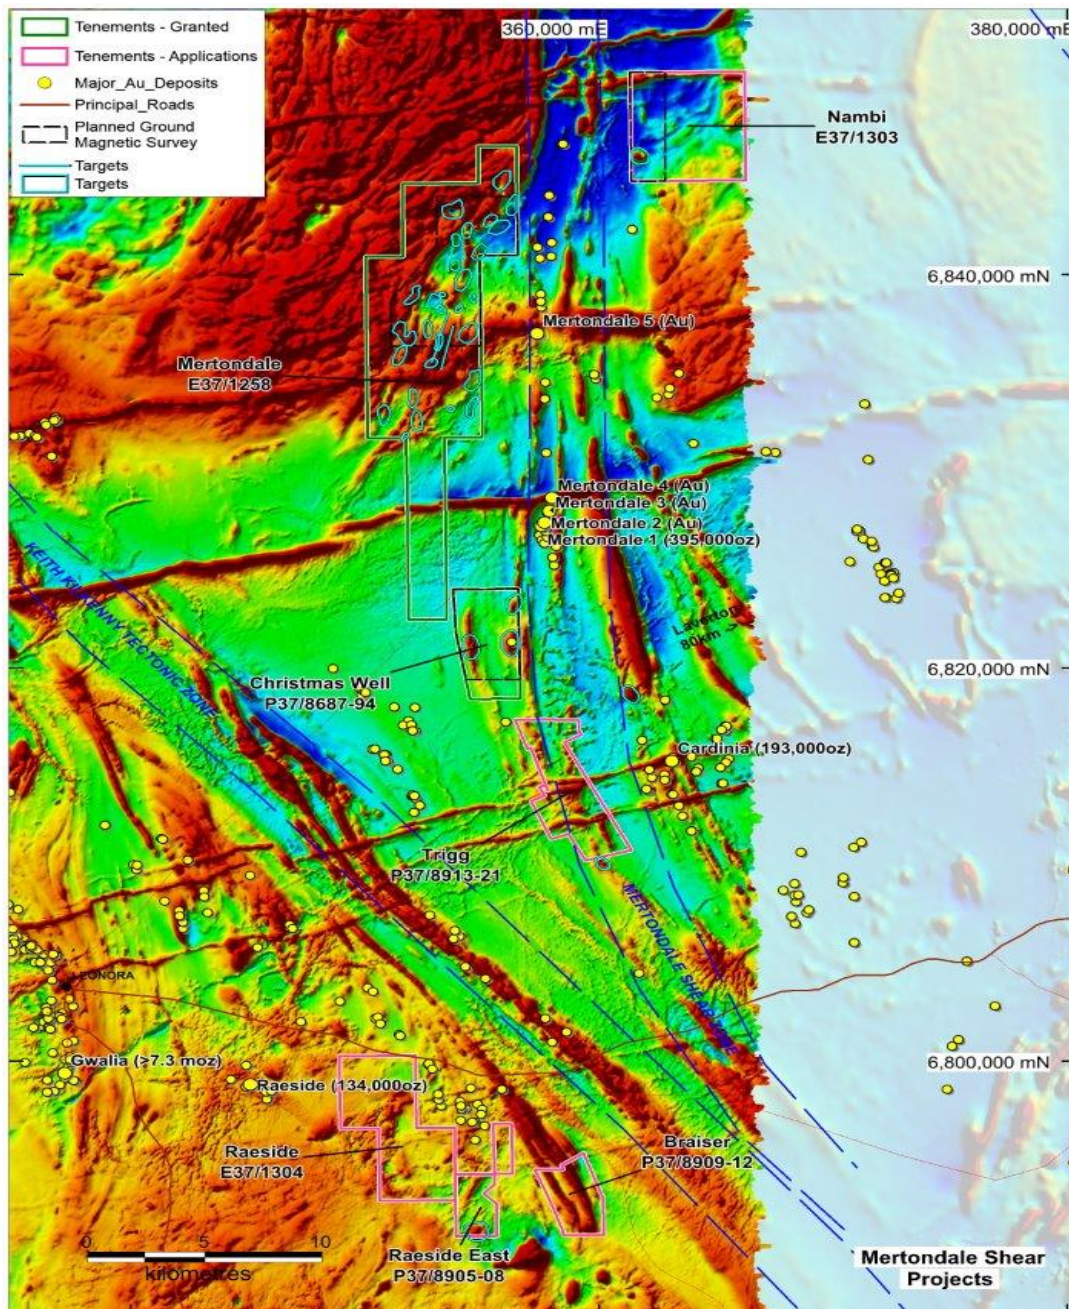 Tenements - Granted
Tenements - Applications
Major_Au_Deposits
Principal_Roads
Planned Ground
Magnetic Survey
Targets
Targets
360,000 mE
380,000 mE
Nambi
E37/1303
6,840,000 mN
Mertondale 5 (Au)
Mertondale
E37/1258
Mertondale 4 (Au)
Mertondale 3 (Au)
Mertondale 2 (Au)
Mertondale 1 (395,000oz)
KEITH KILKENNY TECTONIC ZONE
Laverton
80km ->
6,820,000 mN
Christmas Well
P37/8687-94
Cardinia (193,000oz)
Trigg
P37/8913-21
MERTONDALE SHEAR ZONE
LEONORA
Gwalia (>7.3 moz)
6,800,000 mN
Raeside (134,000oz)
Raeside
E37/1304
Braiser
P37/8909-12
0 5 10
kilometres
Raeside East
P37/8905-08
Mertondale Shear
Projects